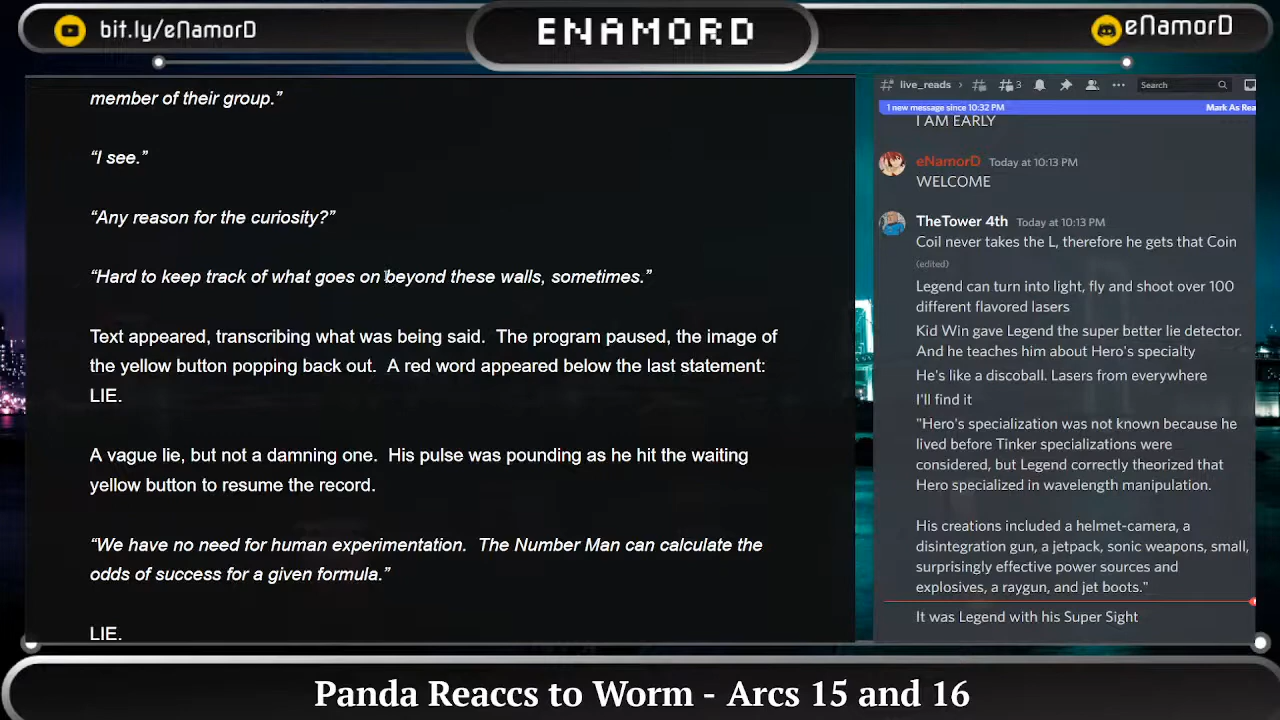 bit.ly/eNamorD
ENAMORD
eNamorD
member of their group.”
“I see.”
“Any reason for the curiosity?”
“Hard to keep track of what goes on beyond these walls, sometimes.”
Text appeared, transcribing what was being said.  The program paused, the image of
the yellow button popping back out.  A red word appeared below the last statement:
LIE.
A vague lie, but not a damning one.  His pulse was pounding as he hit the waiting
yellow button to resume the record.
“We have no need for human experimentation.  The Number Man can calculate the
odds of success for a given formula.”
LIE.
live_reads
3
Search
1 new message since 10:32 PM
Mark As Rea
I AM EARLY
eNamorD Today at 10:13 PM
WELCOME
TheTower 4th Today at 10:13 PM
Coil never takes the L, therefore he gets that Coin
(edited)
Legend can turn into light, fly and shoot over 100
different flavored lasers
Kid Win gave Legend the super better lie detector.
And he teaches him about Hero's specialty
He's like a discoball. Lasers from everywhere
I'll find it
"Hero's specialization was not known because he
lived before Tinker specializations were
considered, but Legend correctly theorized that
Hero specialized in wavelength manipulation.
His creations included a helmet-camera, a
disintegration gun, a jetpack, sonic weapons, small,
surprisingly effective power sources and
explosives, a raygun, and jet boots."
It was Legend with his Super Sight
Panda Reaccs to Worm - Arcs 15 and 16